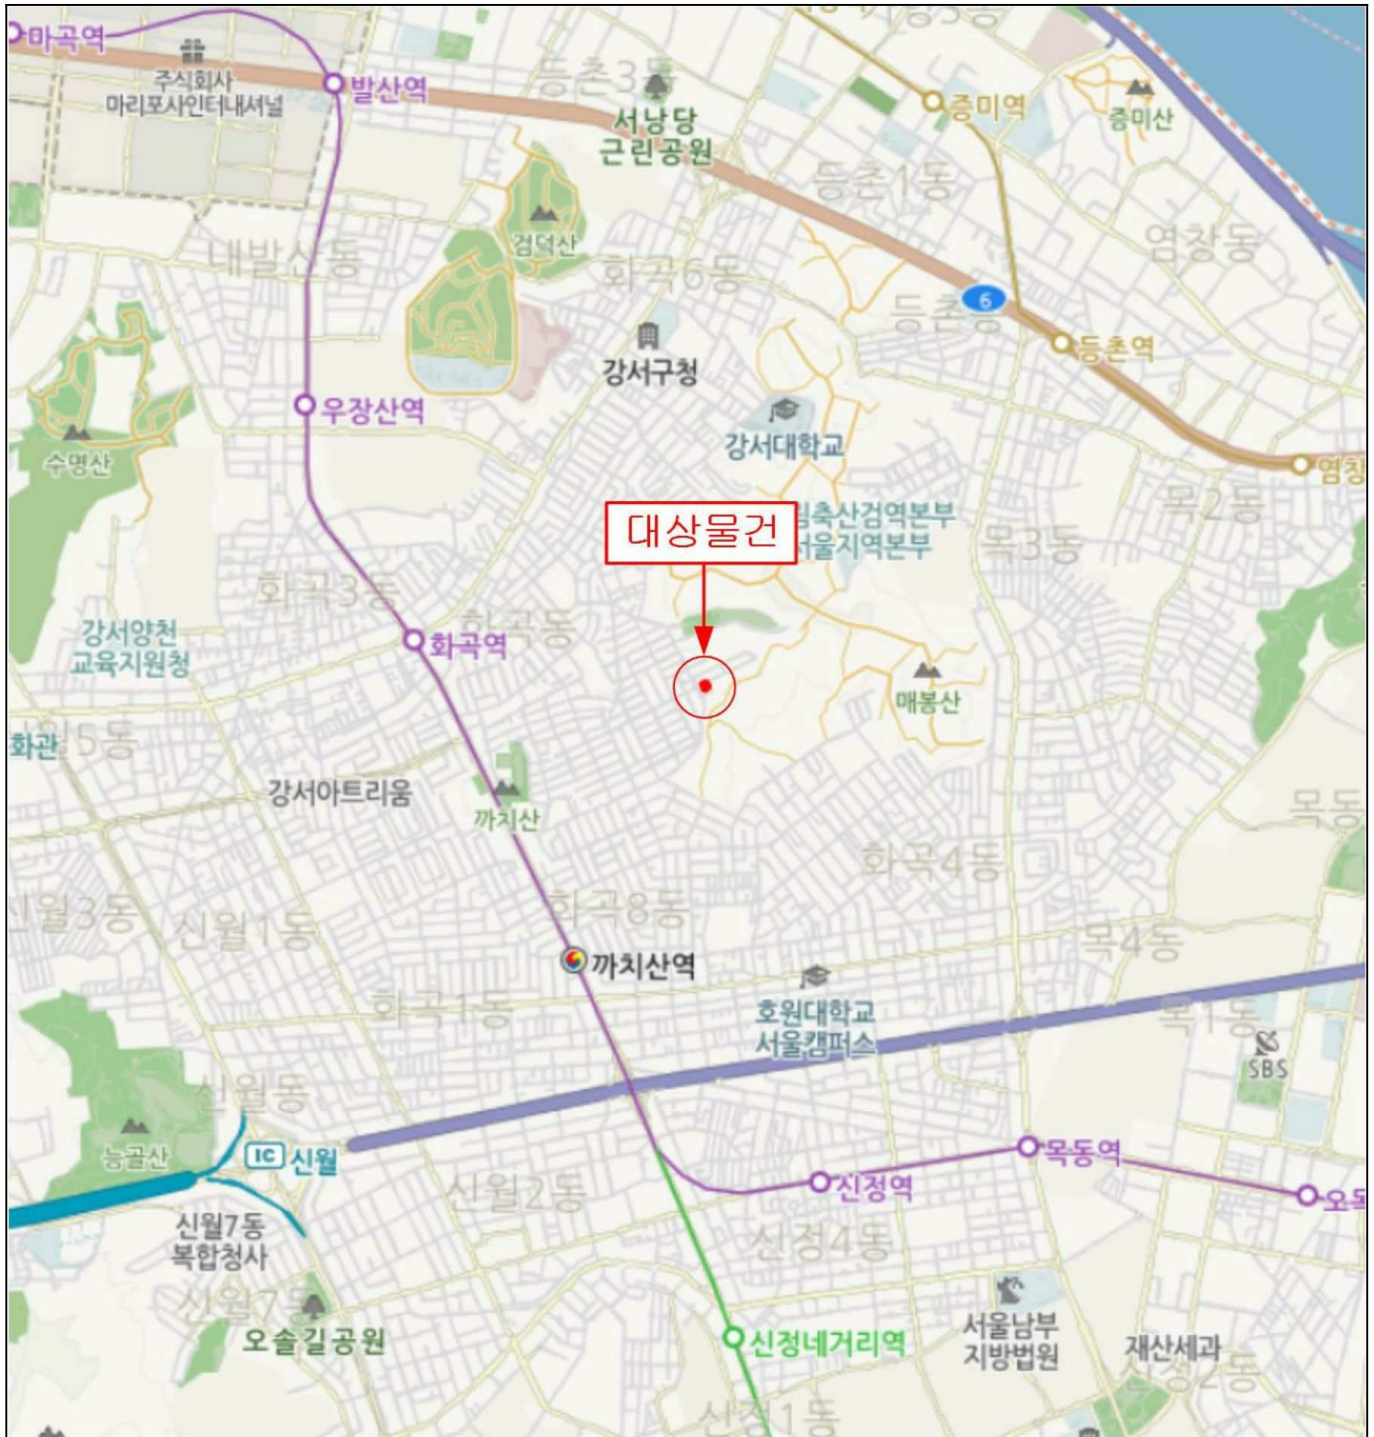 마곡역
주식회사
마리포사인터내셔널
발산역
등촌3동
서낭당
근린공원
증미역
증미산
등촌1동
염창동
내발산동
검덕산
화곡6동
6
등촌동
등촌역
강서구청
우장산역
강서대학교
수명산
염창
목2동
대상물건
림축산검역본부
서울지역본부
목3동
화곡3동
화곡동
강서양천
교육지원청
화곡역
매봉산
화관
5동
강서아트리움
까치산
목동
화곡4동
신월3동
신월1동
화곡8동
목4동
까치산역
화곡1동
호원대학교
서울캠퍼스
목1동
SBS
신월동
능골산
IC 신월
목동역
신정역
오목
신월2동
신월7동
복합청사
신정4동
신월7동
오솔길공원
신정네거리역
서울남부
지방법원
재산세과
신정2동
신정1동